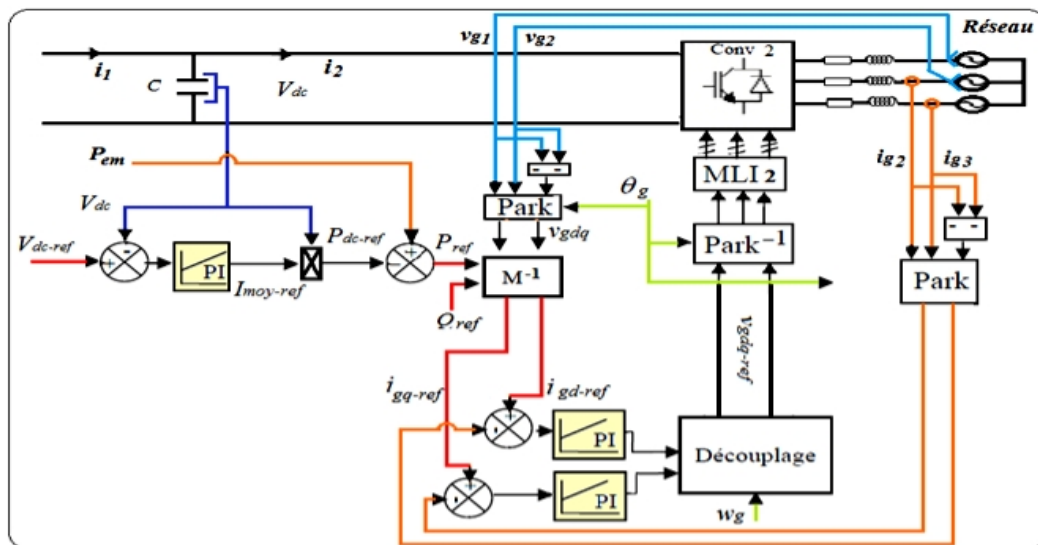 vg1
vg2
Réseau
Conv 2
i1
i2
C
Vdc
Pem
ig2
ig3
MLI 2
- -
θg
Vdc
Park
- -
vgdq
Park-1
Vdc-ref
-
PI
Pdc-ref
+
-
Pref
Park
Imoy-ref
M-1
Q.ref
vgdq-ref
igq-ref
igd-ref
+
PI
Découplage
+
PI
wg